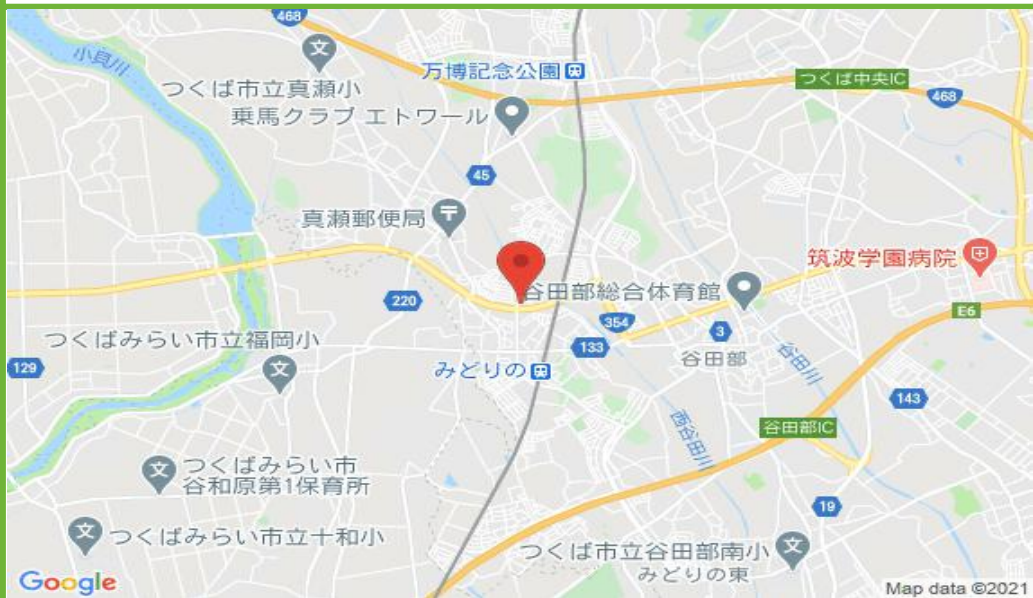 468
小貝川
つくば市立真瀬小
万博記念公園
つくば中央IC
468
乗馬クラブ エトワール
45
真瀬郵便局
筑波学園病院
谷田部総合体育館
220
354
E6
3
つくばみらい市立福岡小
133
谷田部
谷田川
129
みどりの
143
西谷田川
谷田部IC
つくばみらい市
谷和原第1保育所
19
つくばみらい市立十和小
つくば市立谷田部南小
みどりの東
Google
Map data ©2021